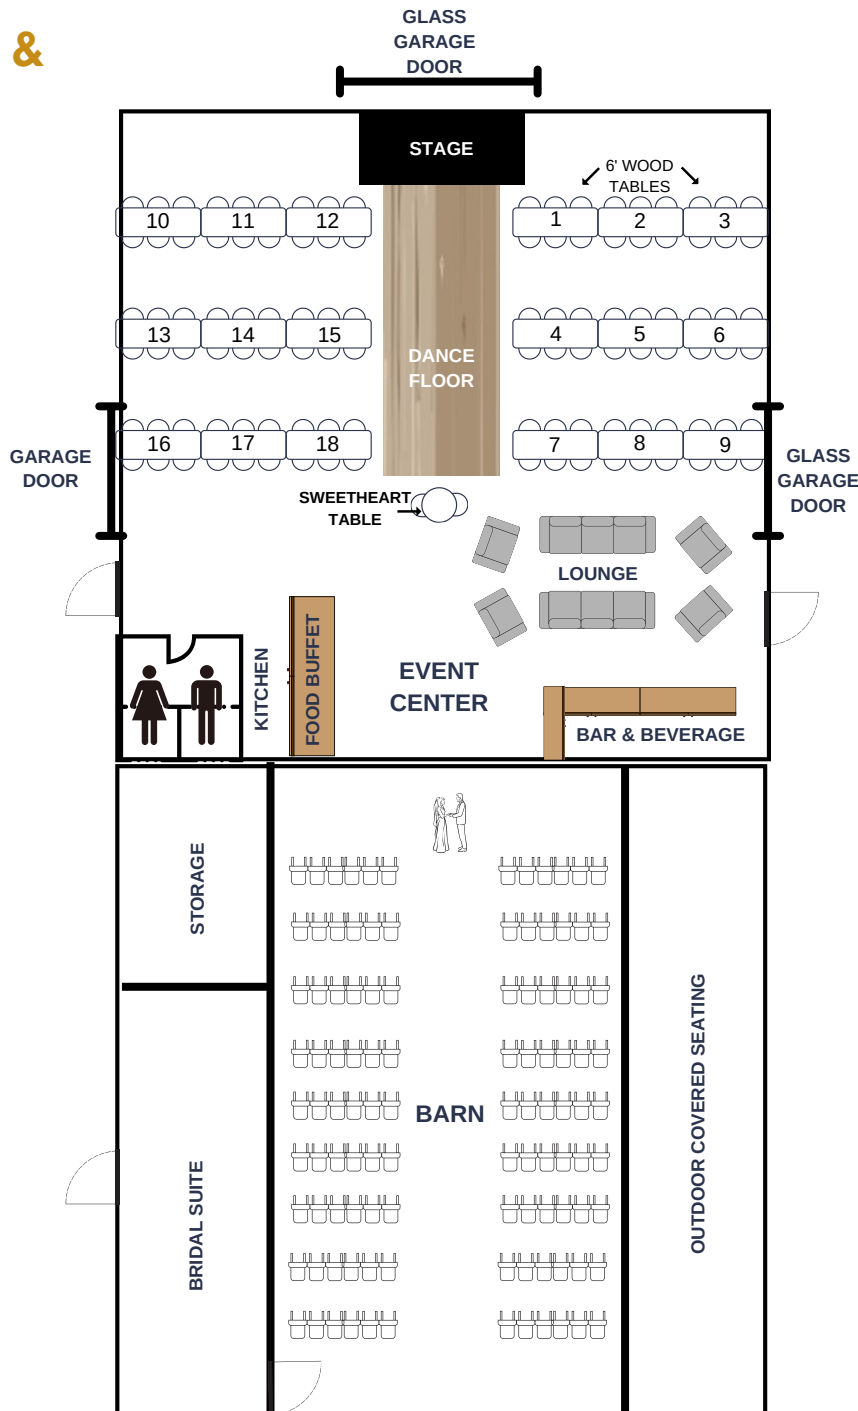 &
GLASS
GARAGE
DOOR
STAGE
6' WOOD
TABLES
10 11 12
1 2 3
13 14 15
4 5 6
DANCE
FLOOR
16 17 18
7 8 9
GARAGE
DOOR
GLASS
GARAGE
DOOR
SWEETHEART
TABLE
LOUNGE
KITCHEN
FOOD BUFFET
EVENT
CENTER
BAR & BEVERAGE
STORAGE
BARN
OUTDOOR COVERED SEATING
BRIDAL SUITE